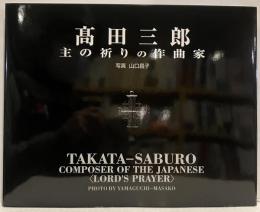 髙田三郎
主の祈りの作曲家
写真 山口昌子
TAKATA-SABURO
COMPOSER OF THE JAPANESE
〈LORD'S PRAYER〉
PHOTO BY YAMAGUCHI-MASAKO